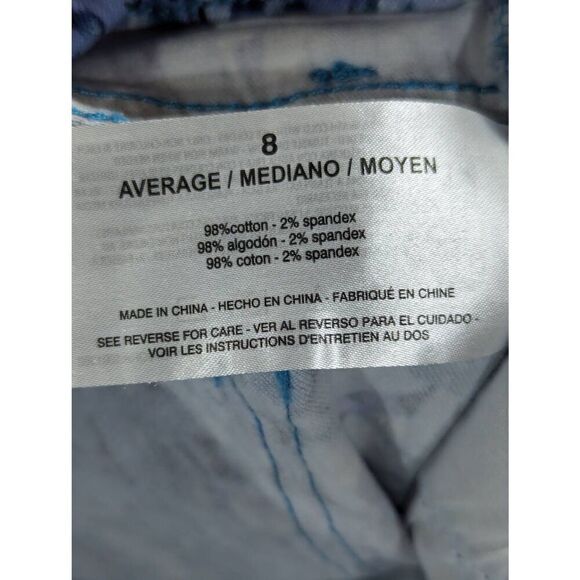 8
AVERAGE / MEDIANO / MOYEN
98%cotton - 2% spandex
98% algodón - 2% spandex
98% coton - 2% spandex
MADE IN CHINA - HECHO EN CHINA - FABRIQUÉ EN CHINE
SEE REVERSE FOR CARE - VER AL REVERSO PARA EL CUIDADO -
VOIR LES INSTRUCTIONS D'ENTRETIEN AU DOS